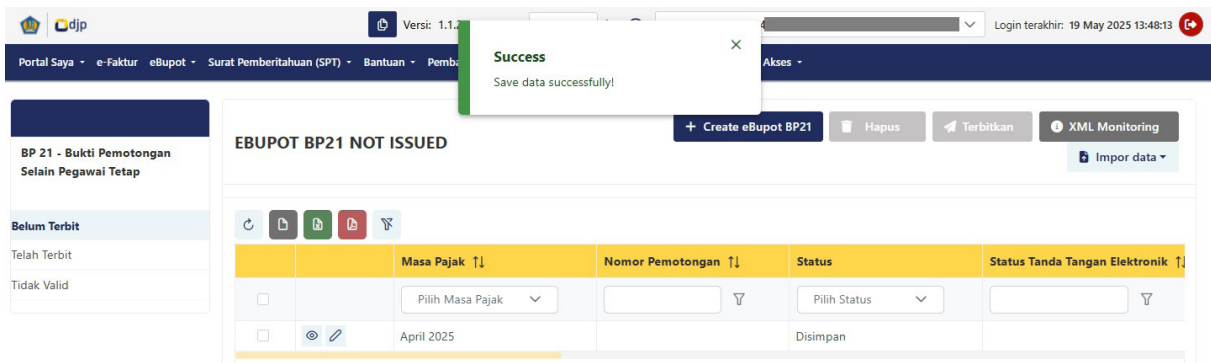 djp
Versi: 1.1.2
Login terakhir: 19 May 2025 13:48:13
Success
Save data successfully!
Portal Saya
e-Faktur
eBupot
Surat Pemberitahuan (SPT)
Bantuan
Akses
BP 21 - Bukti Pemotongan
Selain Pegawai Tetap
Belum Terbit
Telah Terbit
Tidak Valid
EBUPOT BP21 NOT ISSUED
+ Create eBupot BP21
Hapus
Terbitkan
XML Monitoring
Impor data
Masa Pajak
Nomor Pemotongan
Status
Status Tanda Tangan Elektronik
Pilih Masa Pajak
Pilih Status
April 2025
Disimpan